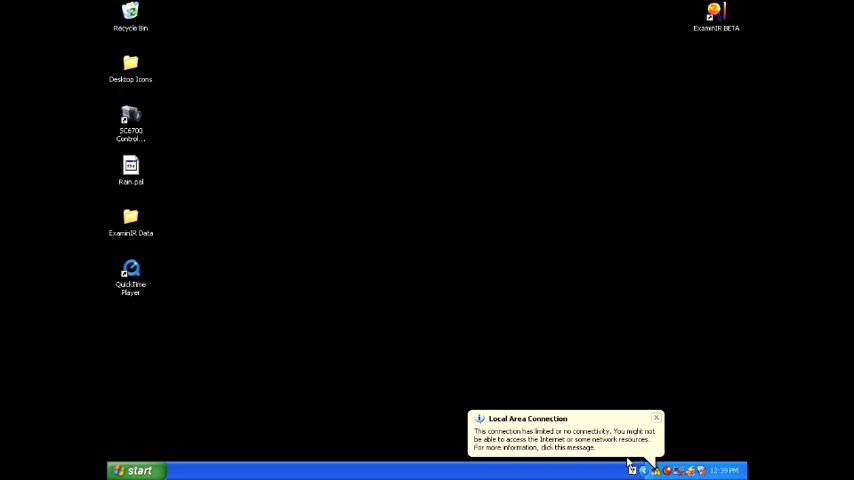 Recycle Bin
ExaminIR BETA
Desktop Icons
SC6700
Control...
Rain.pal
ExaminIR Data
QuickTime
Player
Local Area Connection
This connection has limited or no connectivity. You might not
be able to access the Internet or some network resources.
For more information, click this message.
start
12:39 PM